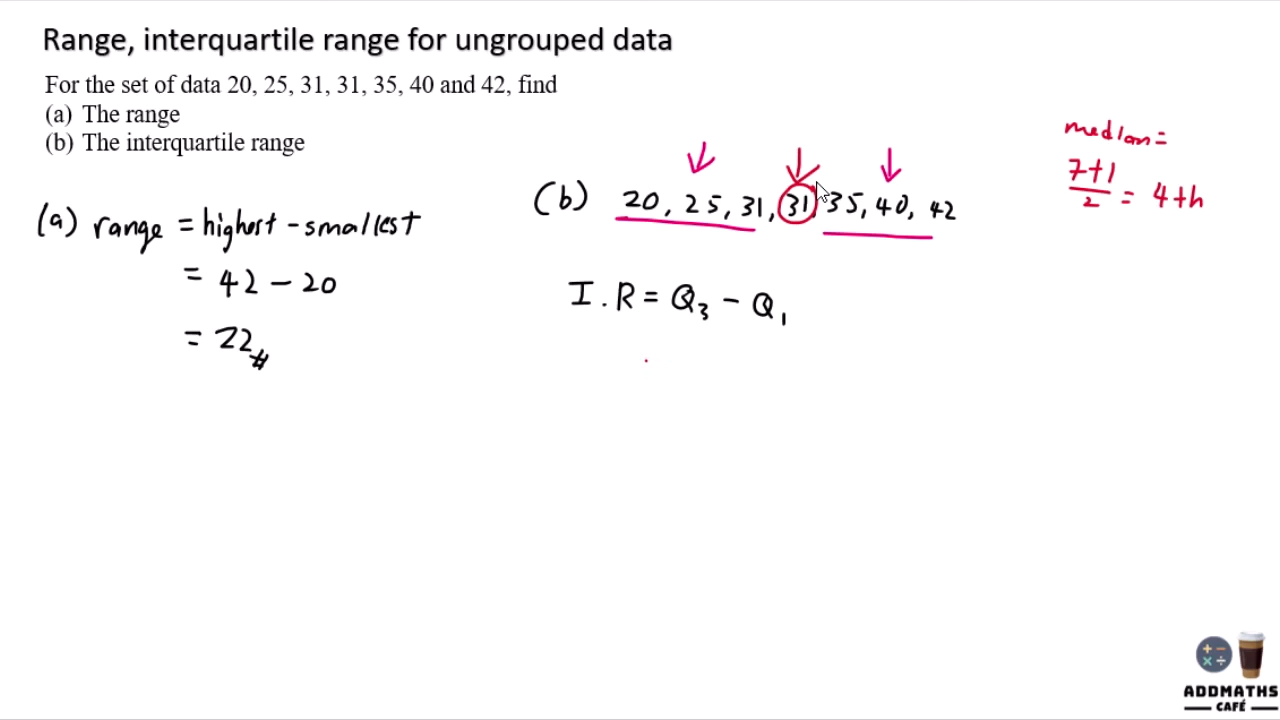 Range, interquartile range for ungrouped data
For the set of data 20, 25, 31, 31, 35, 40 and 42, find
(a) The range
(b) The interquartile range
(a) range = highest - smallest
= 42 - 20
= 22 #
(b) 20, 25, 31, 31, 35, 40, 42
I.R = Q₃ - Q₁
median =
7+1/2 = 4th
+ −
× ÷
ADDMATHS
CAFÉ